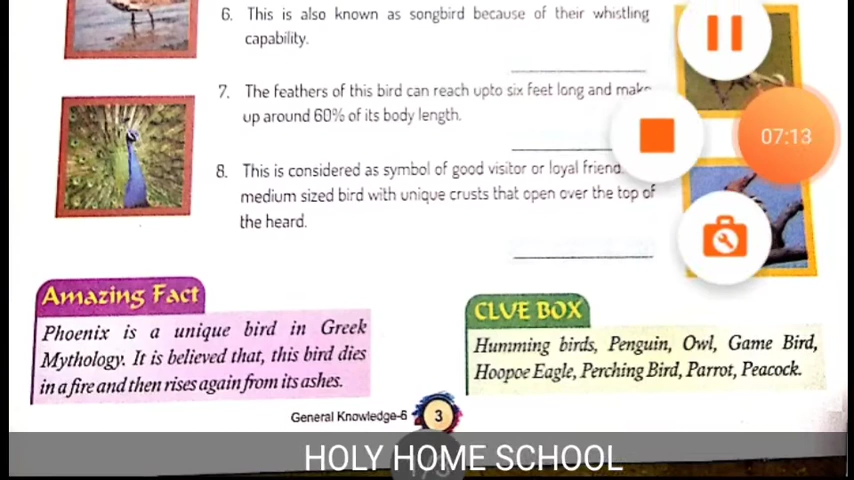 6. This is also known as songbird because of their whistling
capability.
7. The feathers of this bird can reach upto six feet long and make
up around 60% of its body length.
8. This is considered as symbol of good visitor or loyal friend.
medium sized bird with unique crusts that open over the top of
the heard.
07:13
Amazing Fact
Phoenix is a unique bird in Greek
Mythology. It is believed that, this bird dies
in a fire and then rises again from its ashes.
CLUE BOX
Humming birds, Penguin, Owl, Game Bird,
Hoopoe Eagle, Perching Bird, Parrot, Peacock.
General Knowledge-6 3
HOLY HOME SCHOOL